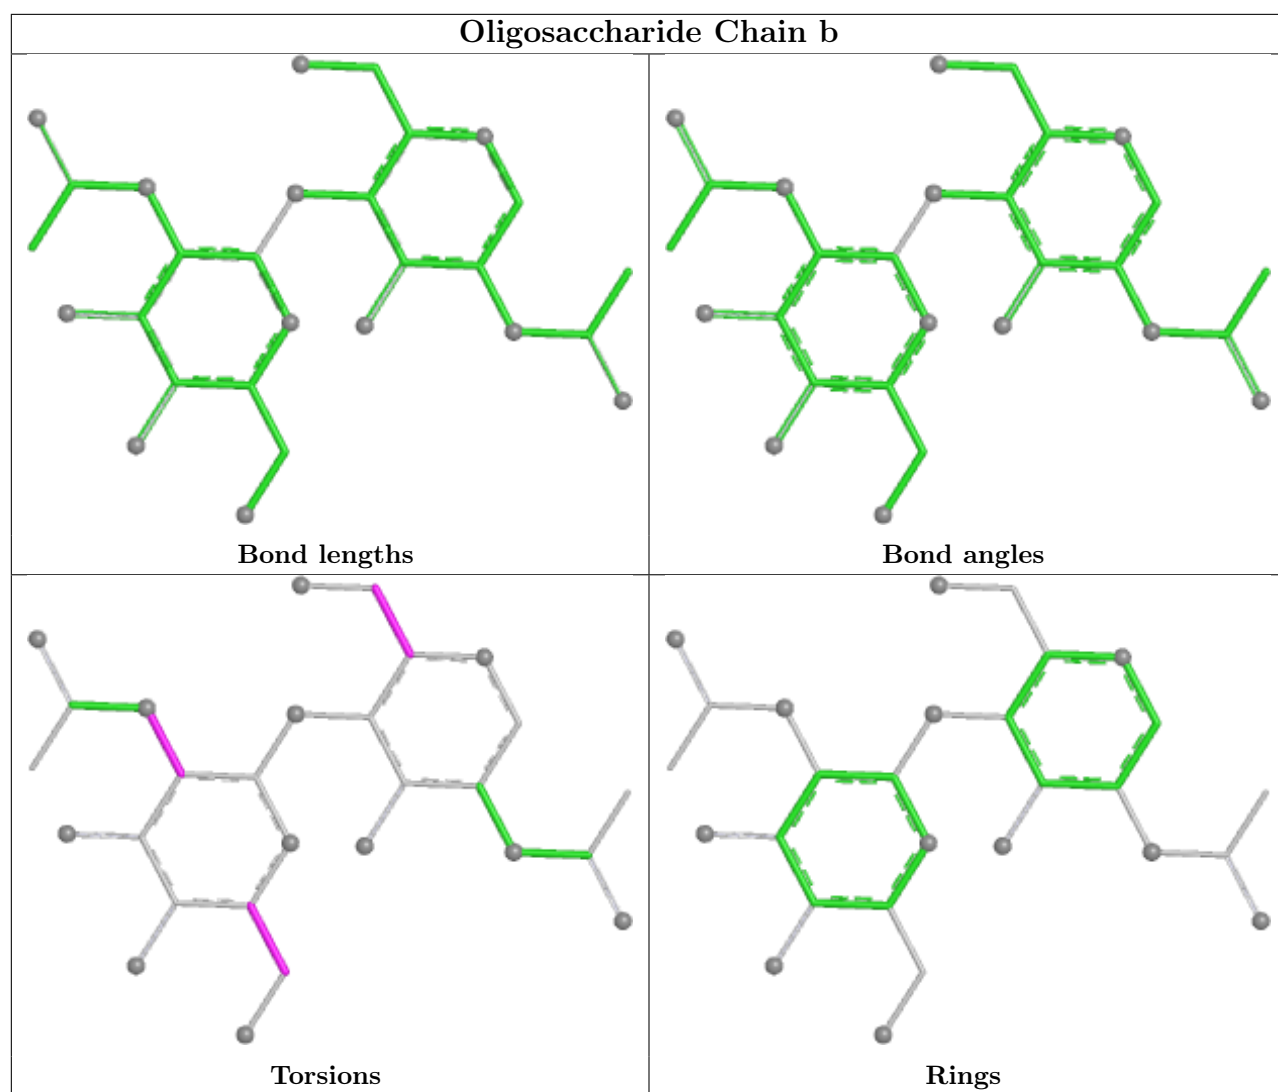 Oligosaccharide Chain b
Bond lengths
Bond angles
Torsions
Rings